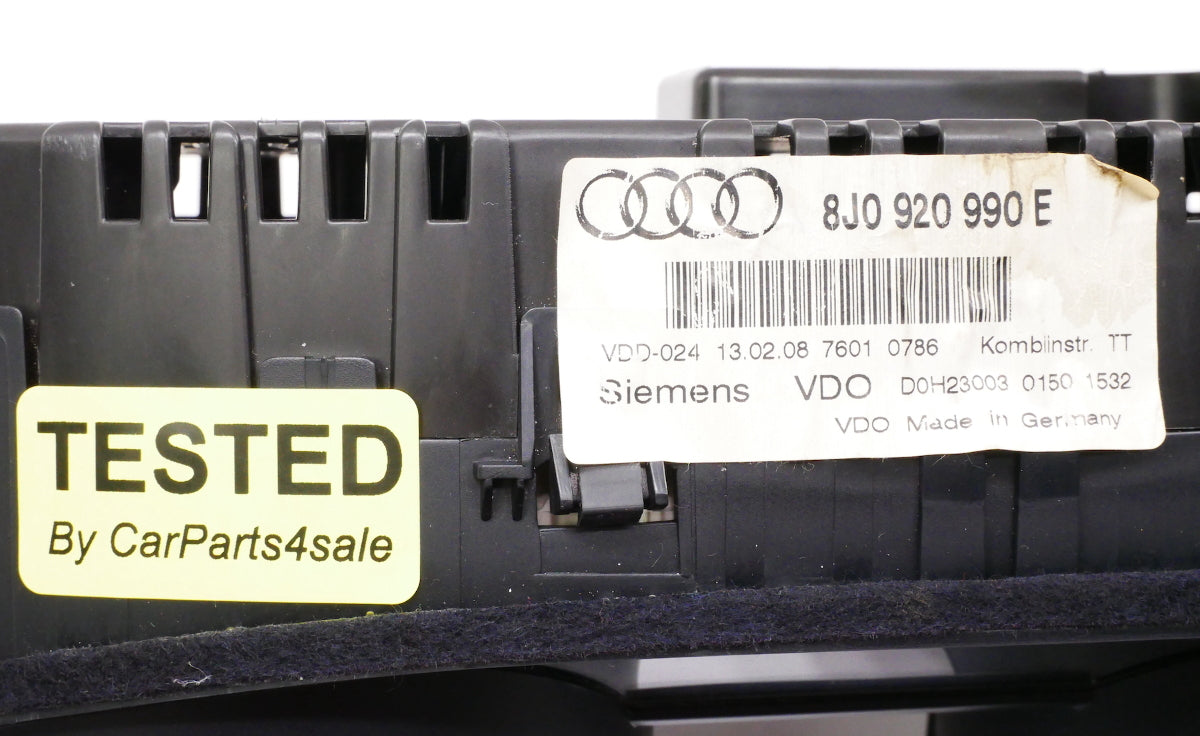 8J0 920 990 E
VDD-024 13.02.08 7601 0786 Kombiinstr. TT
Siemens VDO D0H23003 0150 1532
VDO Made in Germany
TESTED
By CarParts4sale